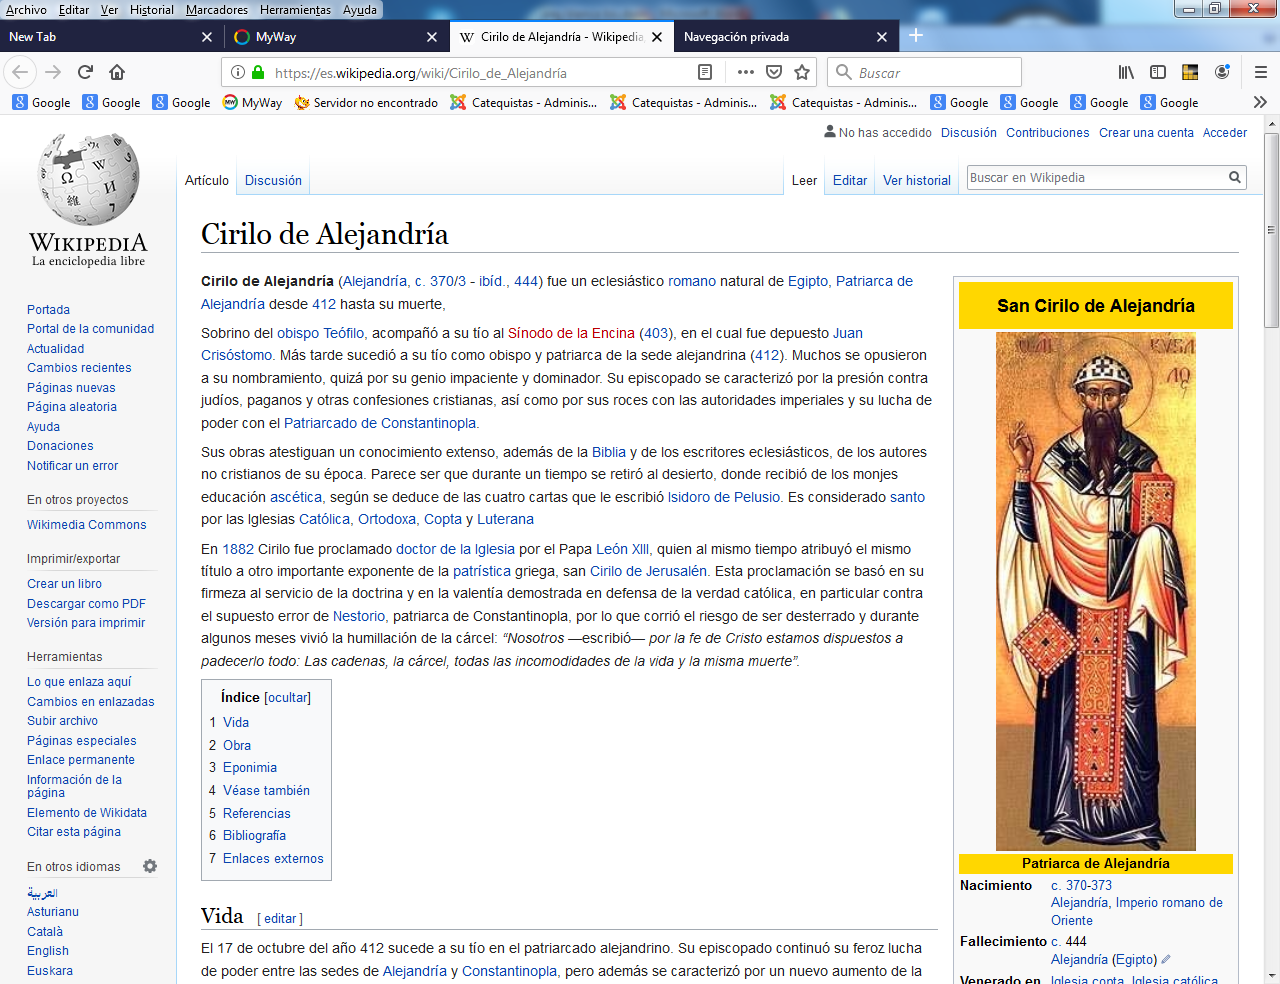 Archivo Editar Ver Historial Marcadores Herramientas Ayuda
New Tab
MyWay
Cirilo de Alejandría - Wikipedia
Navegación privada
https://es.wikipedia.org/wiki/Cirilo_de_Alejandría
Buscar
Google Google Google MyWay Servidor no encontrado Catequistas - Adminis... Catequistas - Adminis... Catequistas - Adminis... Google Google Google Google
No has accedido Discusión Contribuciones Crear una cuenta Acceder
Artículo Discusión Leer Editar Ver historial Buscar en Wikipedia
WIKIPEDIA
La enciclopedia libre
Portada
Portal de la comunidad
Actualidad
Cambios recientes
Páginas nuevas
Página aleatoria
Ayuda
Donaciones
Notificar un error
En otros proyectos
Wikimedia Commons
Imprimir/exportar
Crear un libro
Descargar como PDF
Versión para imprimir
Herramientas
Lo que enlaza aquí
Cambios en enlazadas
Subir archivo
Páginas especiales
Enlace permanente
Información de la
página
Elemento de Wikidata
Citar esta página
En otros idiomas
العربية
Asturianu
Català
English
Euskara
Cirilo de Alejandría
Cirilo de Alejandría (Alejandría, c. 370/3 - ibíd., 444) fue un eclesiástico romano natural de Egipto, Patriarca de
Alejandría desde 412 hasta su muerte,
Sobrino del obispo Teófilo, acompañó a su tío al Sínodo de la Encina (403), en el cual fue depuesto Juan
Crisóstomo. Más tarde sucedió a su tío como obispo y patriarca de la sede alejandrina (412). Muchos se opusieron
a su nombramiento, quizá por su genio impaciente y dominador. Su episcopado se caracterizó por la presión contra
judíos, paganos y otras confesiones cristianas, así como por sus roces con las autoridades imperiales y su lucha de
poder con el Patriarcado de Constantinopla.
Sus obras atestiguan un conocimiento extenso, además de la Biblia y de los escritores eclesiásticos, de los autores
no cristianos de su época. Parece ser que durante un tiempo se retiró al desierto, donde recibió de los monjes
educación ascética, según se deduce de las cuatro cartas que le escribió Isidoro de Pelusio. Es considerado santo
por las Iglesias Católica, Ortodoxa, Copta y Luterana
En 1882 Cirilo fue proclamado doctor de la Iglesia por el Papa León XIII, quien al mismo tiempo atribuyó el mismo
título a otro importante exponente de la patrística griega, san Cirilo de Jerusalén. Esta proclamación se basó en su
firmeza al servicio de la doctrina y en la valentía demostrada en defensa de la verdad católica, en particular contra
el supuesto error de Nestorio, patriarca de Constantinopla, por lo que corrió el riesgo de ser desterrado y durante
algunos meses vivió la humillación de la cárcel: “Nosotros —escribió— por la fe de Cristo estamos dispuestos a
padecerlo todo: Las cadenas, la cárcel, todas las incomodidades de la vida y la misma muerte”.
Índice [ocultar]
1 Vida
2 Obra
3 Eponimia
4 Véase también
5 Referencias
6 Bibliografía
7 Enlaces externos
Vida [ editar ]
El 17 de octubre del año 412 sucede a su tío en el patriarcado alejandrino. Su episcopado continuó su feroz lucha
de poder entre las sedes de Alejandría y Constantinopla, pero además se caracterizó por un nuevo aumento de la
San Cirilo de Alejandría
Patriarca de Alejandría
Nacimiento c. 370-373
Alejandría, Imperio romano de
Oriente
Fallecimiento c. 444
Alejandría (Egipto)
Venerado en Iglesia copta, Iglesia católica,